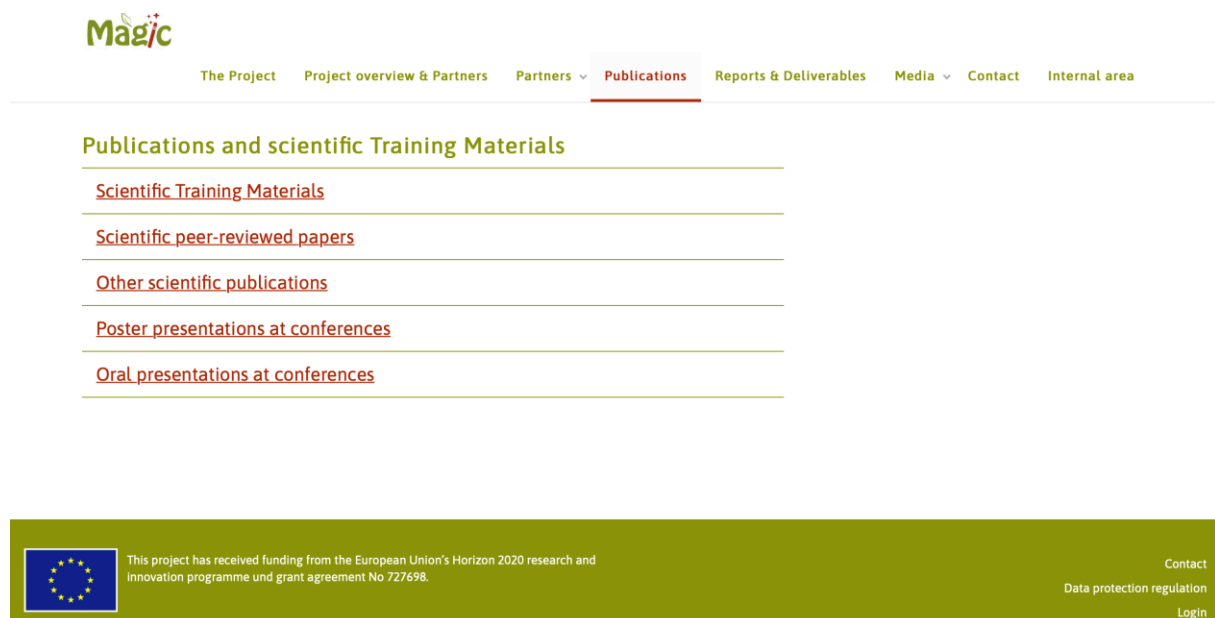 Magic
The Project Project overview & Partners Partners Publications Reports & Deliverables Media Contact Internal area
Publications and scientific Training Materials
Scientific Training Materials
Scientific peer-reviewed papers
Other scientific publications
Poster presentations at conferences
Oral presentations at conferences
This project has received funding from the European Union's Horizon 2020 research and
innovation programme und grant agreement No 727698.
Contact
Data protection regulation
Login